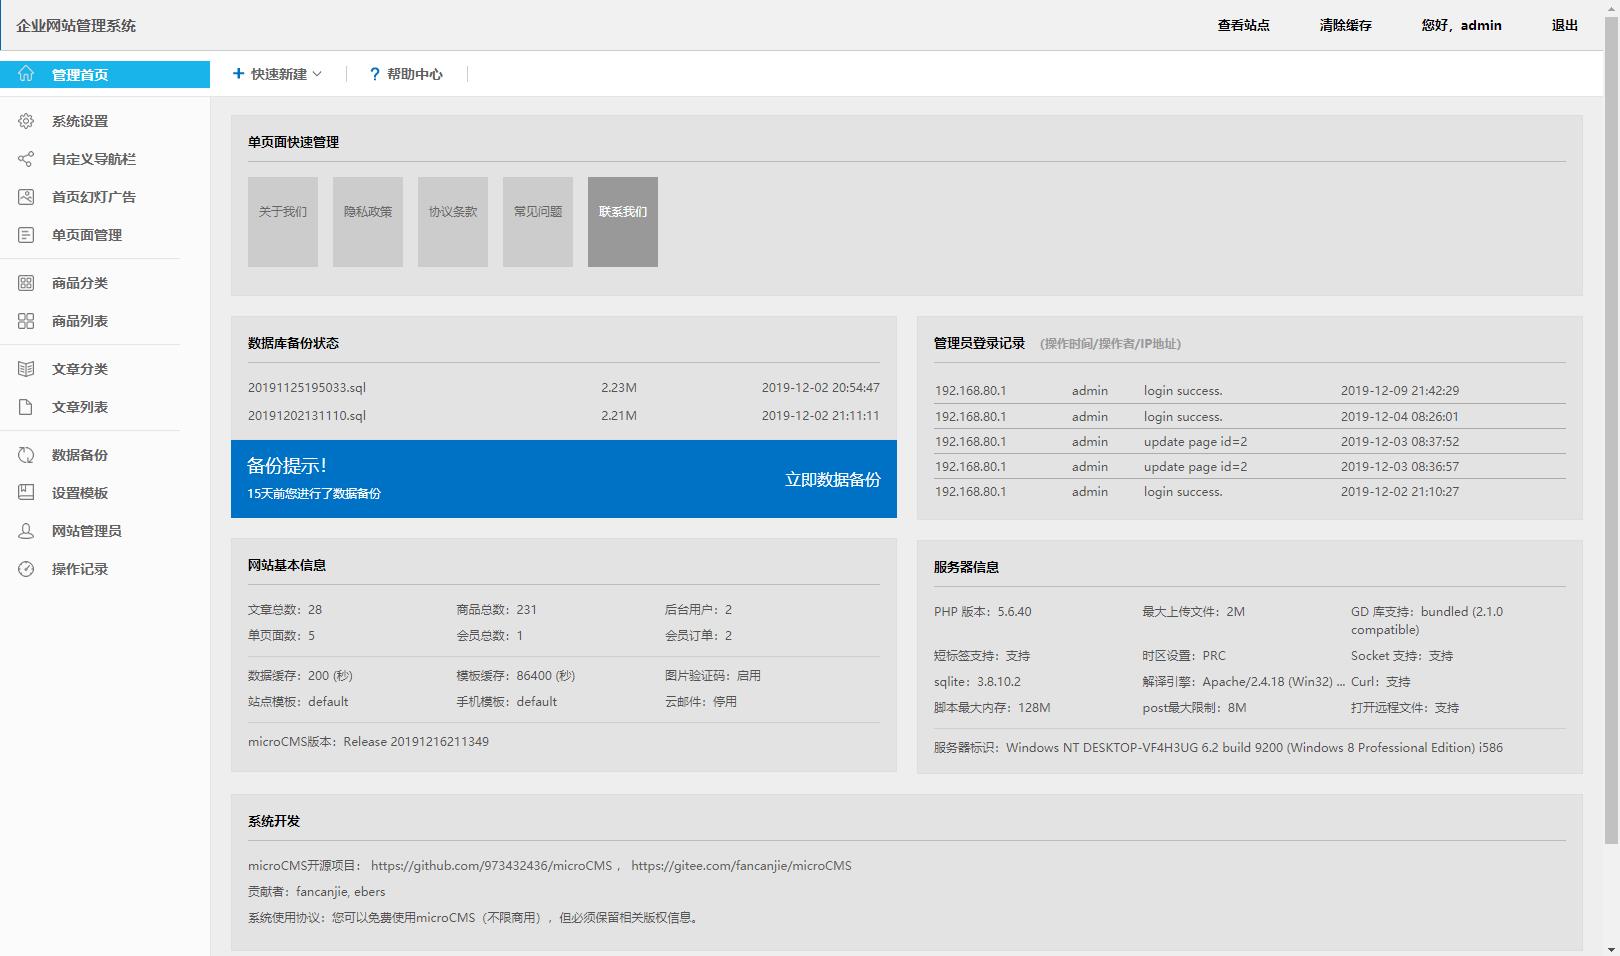 企业网站管理系统
查看站点 清除缓存 您好，admin 退出
管理首页
快速新建 ? 帮助中心
系统设置
自定义导航栏
首页幻灯广告
单页面管理
商品分类
商品列表
文章分类
文章列表
数据备份
设置模板
网站管理员
操作记录
单页面快速管理
关于我们 隐私政策 协议条款 常见问题 联系我们
数据库备份状态
20191125195033.sql 2.23M 2019-12-02 20:54:47
20191202131110.sql 2.21M 2019-12-02 21:11:11
备份提示！
15天前您进行了数据备份
立即数据备份
管理员登录记录 (操作时间/操作者/IP地址)
192.168.80.1 admin login success. 2019-12-09 21:42:29
192.168.80.1 admin login success. 2019-12-04 08:26:01
192.168.80.1 admin update page id=2 2019-12-03 08:37:52
192.168.80.1 admin update page id=2 2019-12-03 08:36:57
192.168.80.1 admin login success. 2019-12-02 21:10:27
网站基本信息
文章总数：28 商品总数：231 后台用户：2
单页面数：5 会员总数：1 会员订单：2
数据缓存：200 (秒) 模板缓存：86400 (秒) 图片验证码：启用
站点模板：default 手机模板：default 云邮件：停用
microCMS版本：Release 20191216211349
服务器信息
PHP 版本：5.6.40 最大上传文件：2M GD 库支持：bundled (2.1.0
compatible)
短标签支持：支持 时区设置：PRC Socket 支持：支持
sqlite：3.8.10.2 解译引擎：Apache/2.4.18 (Win32) ... Curl：支持
脚本最大内存：128M post最大限制：8M 打开远程文件：支持
服务器标识：Windows NT DESKTOP-VF4H3UG 6.2 build 9200 (Windows 8 Professional Edition) i586
系统开发
microCMS开源项目： https://github.com/973432436/microCMS ， https://gitee.com/fancanjie/microCMS
贡献者：fancanjie, ebers
系统使用协议：您可以免费使用microCMS（不限商用），但必须保留相关版权信息。